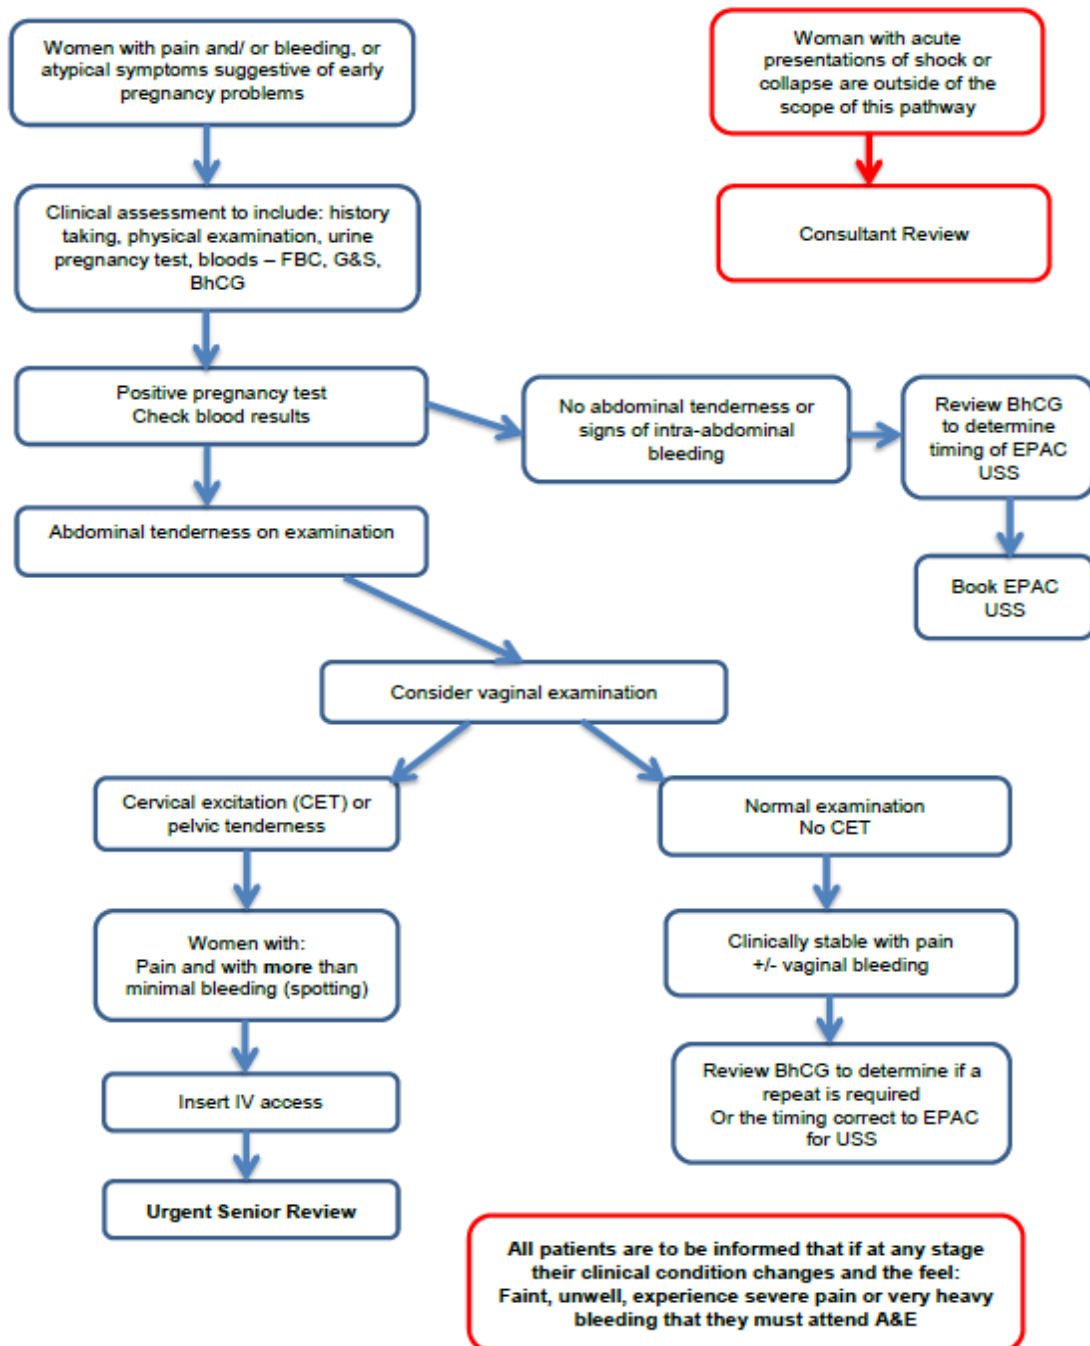 Women with pain and/ or bleeding, or
atypical symptoms suggestive of early
pregnancy problems
Woman with acute
presentations of shock or
collapse are outside of the
scope of this pathway
Clinical assessment to include: history
taking, physical examination, urine
pregnancy test, bloods – FBC, G&S,
BhCG
Consultant Review
Positive pregnancy test
Check blood results
No abdominal tenderness or
signs of intra-abdominal
bleeding
Review BhCG
to determine
timing of EPAC
USS
Abdominal tenderness on examination
Book EPAC
USS
Consider vaginal examination
Cervical excitation (CET) or
pelvic tenderness
Normal examination
No CET
Women with:
Pain and with more than
minimal bleeding (spotting)
Clinically stable with pain
+/- vaginal bleeding
Insert IV access
Review BhCG to determine if a
repeat is required
Or the timing correct to EPAC
for USS
Urgent Senior Review
All patients are to be informed that if at any stage
their clinical condition changes and the feel:
Faint, unwell, experience severe pain or very heavy
bleeding that they must attend A&E